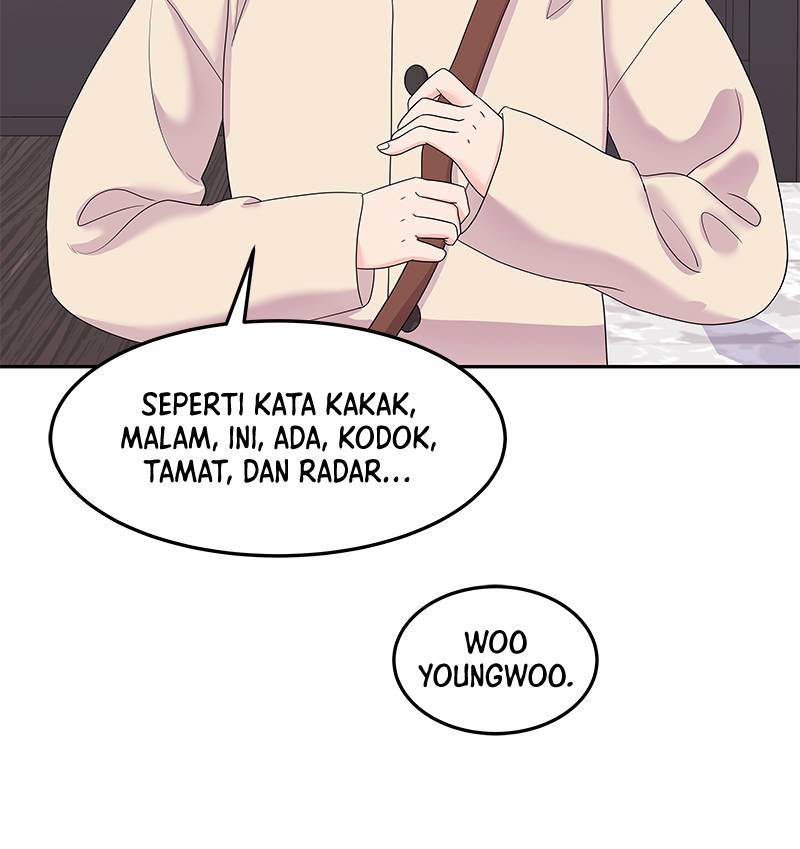 SEPERTI KATA KAKAK,
MALAM, INI, ADA, KODOK,
TAMAT, DAN RADAR...
WOO
YOUNGWOO.